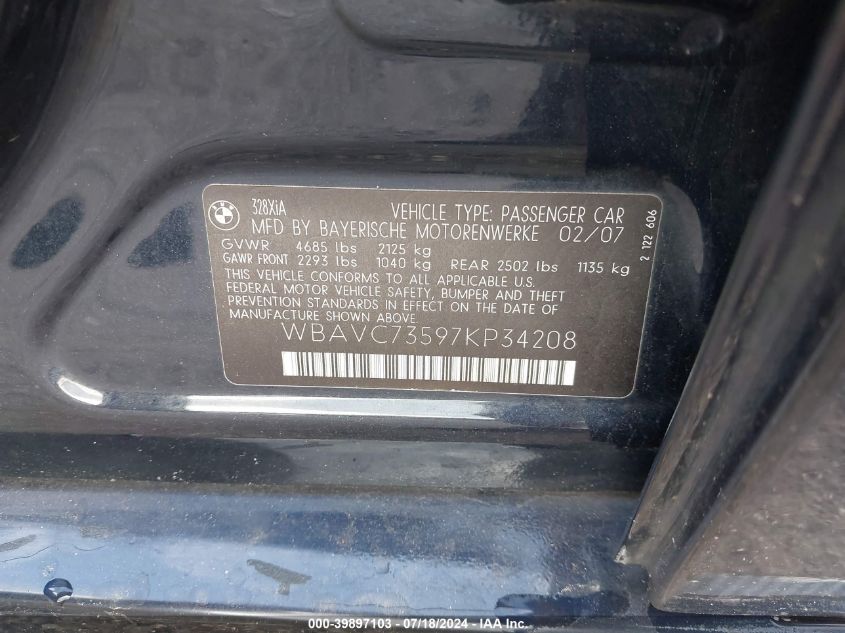 BMW
328XiA
VEHICLE TYPE: PASSENGER CAR
MFD BY BAYERISCHE MOTORENWERKE 02/07
GVWR 4685 lbs 2125 kg
GAWR FRONT 2293 lbs 1040 kg REAR 2502 lbs 1135 kg
THIS VEHICLE CONFORMS TO ALL APPLICABLE U.S.
FEDERAL MOTOR VEHICLE SAFETY, BUMPER AND THEFT
PREVENTION STANDARDS IN EFFECT ON THE DATE OF
MANUFACTURE SHOWN ABOVE.
WBAVC73597KP34208
2 122 606
000-39897103 - 07/18/2024 - IAA Inc.